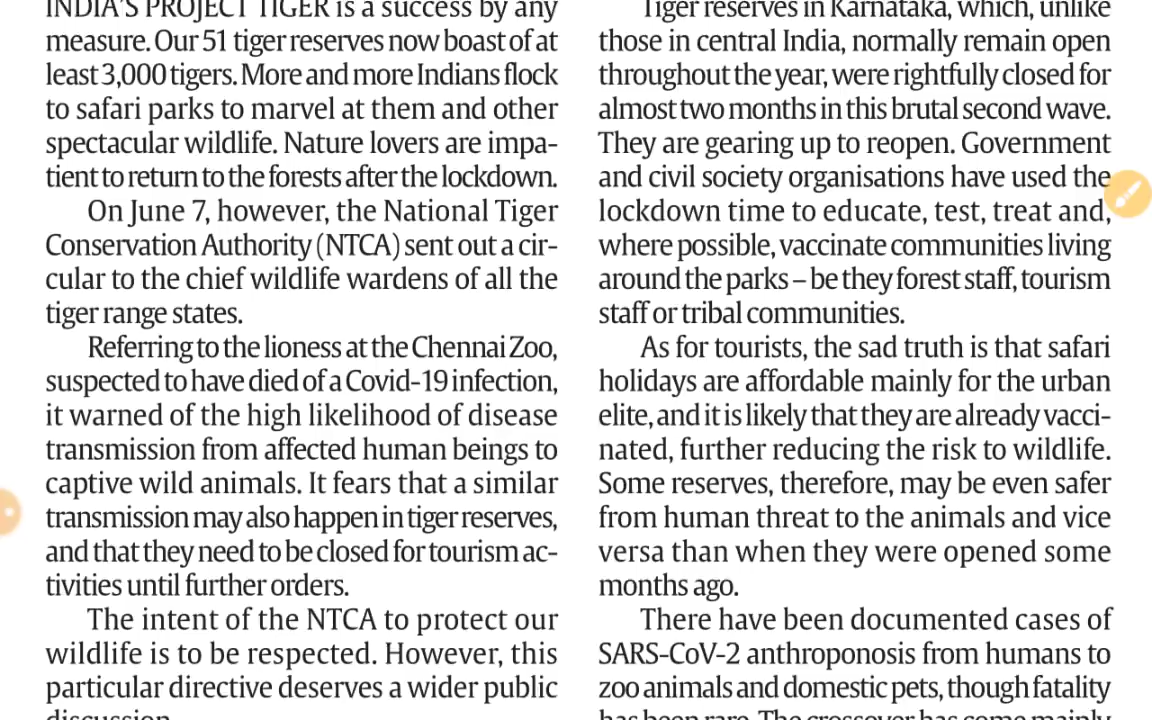 INDIA'S PROJECT TIGER is a success by any
measure. Our 51 tiger reserves now boast of at
least 3,000 tigers. More and more Indians flock
to safari parks to marvel at them and other
spectacular wildlife. Nature lovers are impa-
tient to return to the forests after the lockdown.
On June 7, however, the National Tiger
Conservation Authority (NTCA) sent out a cir-
cular to the chief wildlife wardens of all the
tiger range states.
Referring to the lioness at the Chennai Zoo,
suspected to have died of a Covid-19 infection,
it warned of the high likelihood of disease
transmission from affected human beings to
captive wild animals. It fears that a similar
transmission may also happen in tiger reserves,
and that they need to be closed for tourism ac-
tivities until further orders.
The intent of the NTCA to protect our
wildlife is to be respected. However, this
particular directive deserves a wider public
discussion.
Tiger reserves in Karnataka, which, unlike
those in central India, normally remain open
throughout the year, were rightfully closed for
almost two months in this brutal second wave.
They are gearing up to reopen. Government
and civil society organisations have used the
lockdown time to educate, test, treat and,
where possible, vaccinate communities living
around the parks – be they forest staff, tourism
staff or tribal communities.
As for tourists, the sad truth is that safari
holidays are affordable mainly for the urban
elite, and it is likely that they are already vacci-
nated, further reducing the risk to wildlife.
Some reserves, therefore, may be even safer
from human threat to the animals and vice
versa than when they were opened some
months ago.
There have been documented cases of
SARS-CoV-2 anthroponosis from humans to
zoo animals and domestic pets, though fatality
has been rare. The crossover has come mainly